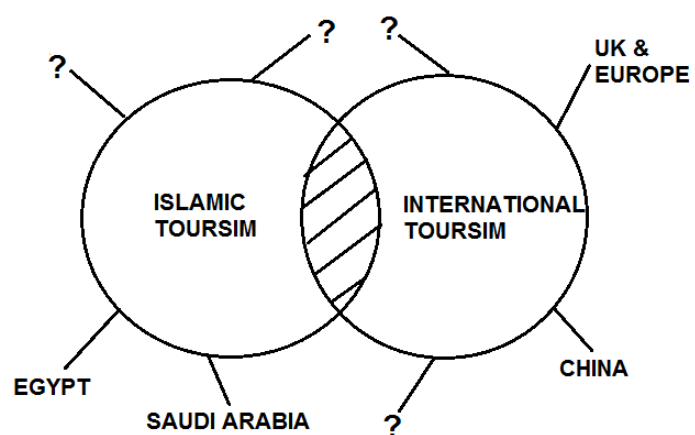 ?
?
?
UK &
EUROPE
ISLAMIC
TOURSIM
INTERNATIONAL
TOURSIM
EGYPT
SAUDI ARABIA
?
CHINA